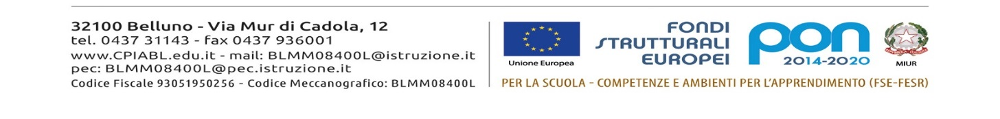 32100 Belluno - Via Mur di Cadola, 12
tel. 0437 31143 - fax 0437 936001
www.CPIABL.edu.it - mail: BLMM08400L@istruzione.it
pec: BLMM08400L@pec.istruzione.it
Codice Fiscale 93051950256 - Codice Meccanografico: BLMM08400L
Unione Europea
FONDI
STRUTTURALI
EUROPEI
pon
2014-2020
MIUR
PER LA SCUOLA - COMPETENZE E AMBIENTI PER L'APPRENDIMENTO (FSE-FESR)